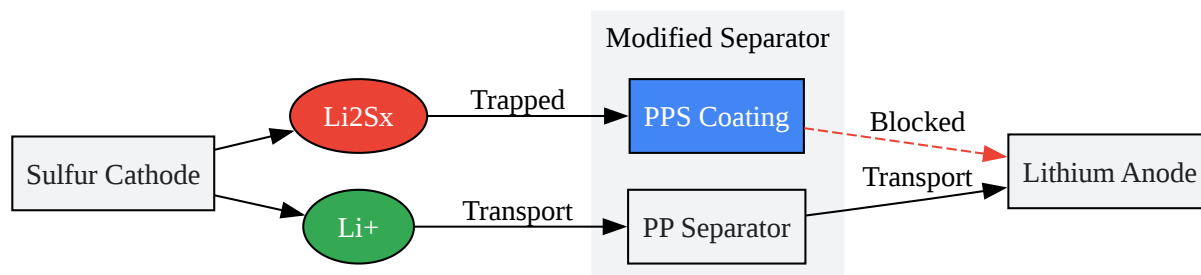 Modified Separator
Sulfur Cathode
Li2Sx
Trapped
PPS Coating
Blocked
Lithium Anode
Li+
Transport
PP Separator
Transport